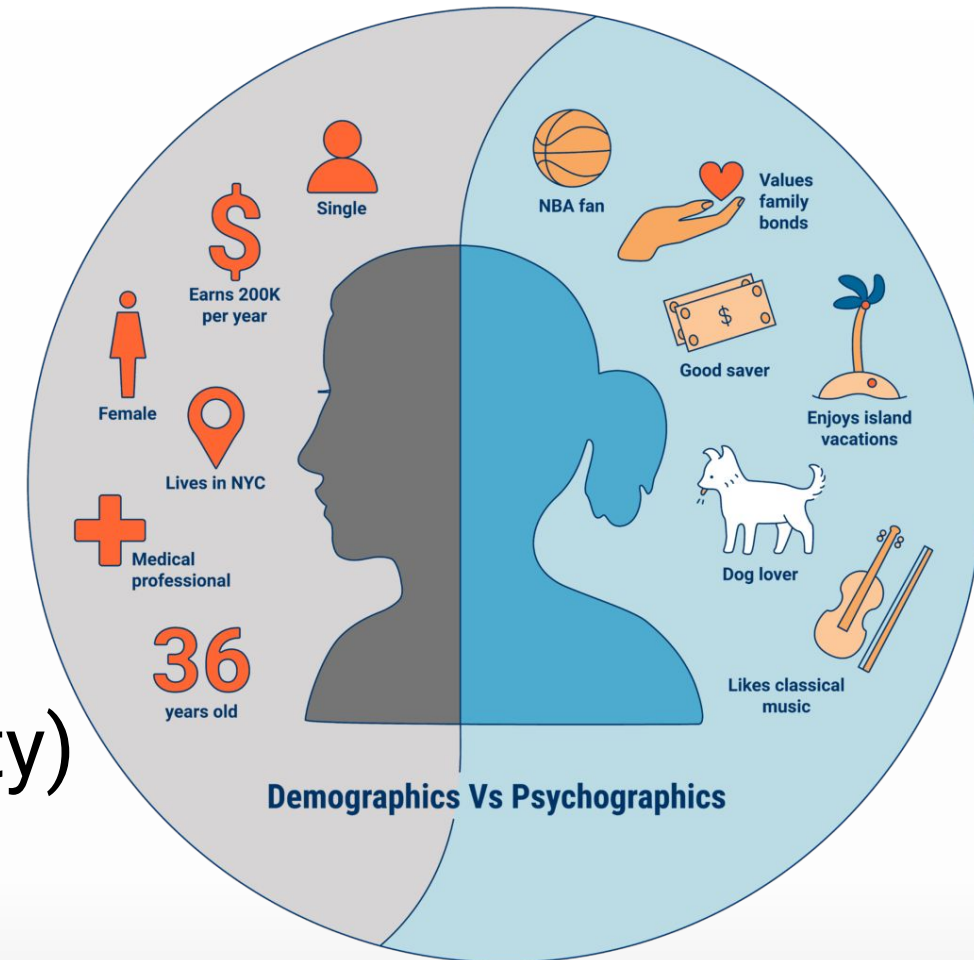 Single
$
Earns 200K
per year
Female
Lives in NYC
Medical
professional
36
years old
NBA fan
Values
family
bonds
$
Good saver
Enjoys island
vacations
Dog lover
Likes classical
music
ty)
Demographics Vs Psychographics